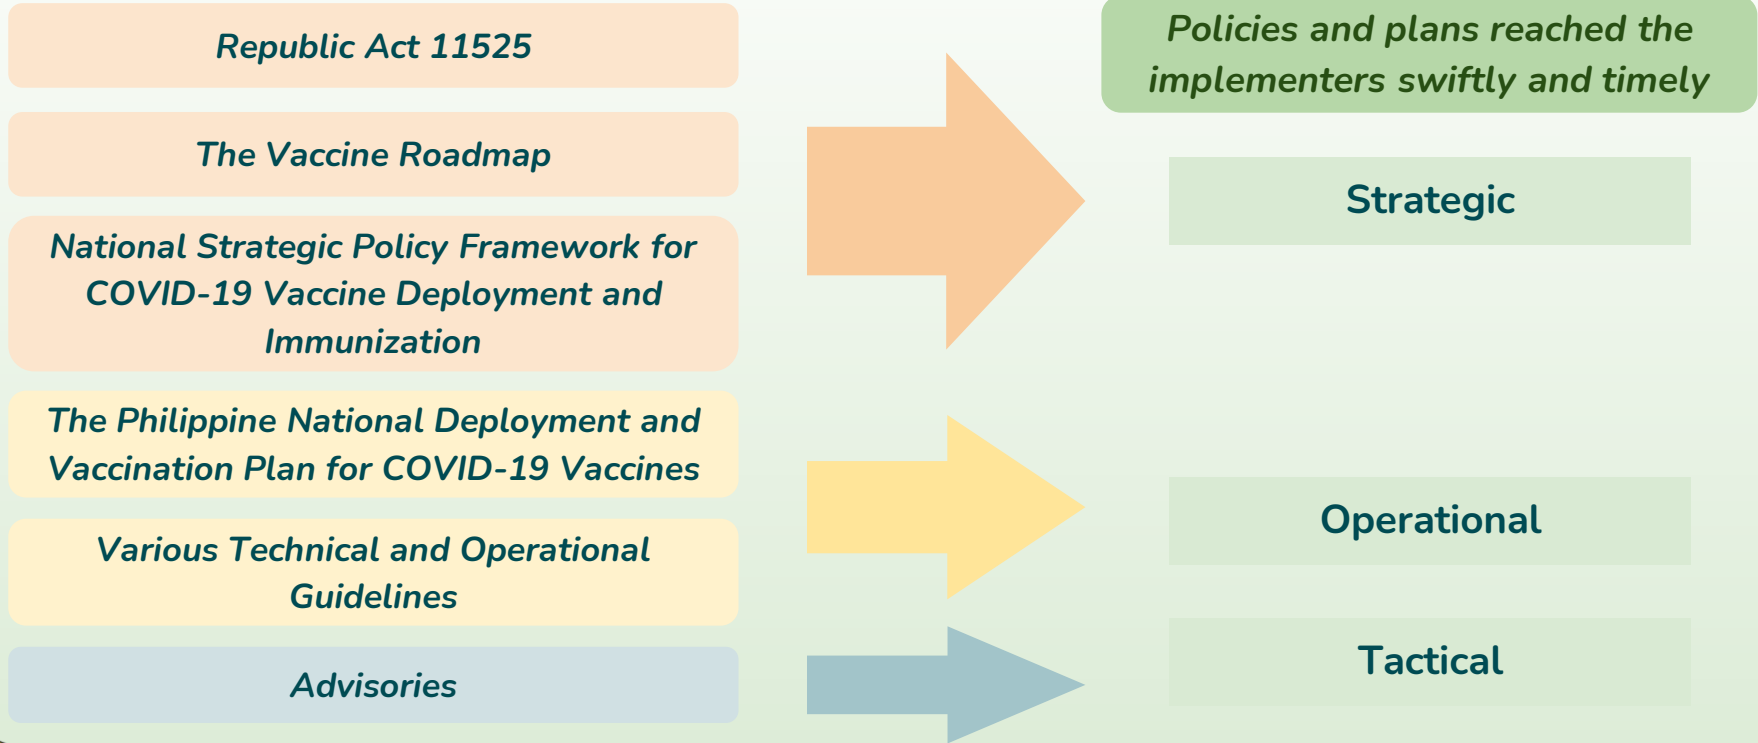 Republic Act 11525
The Vaccine Roadmap
National Strategic Policy Framework for
COVID-19 Vaccine Deployment and
Immunization
The Philippine National Deployment and
Vaccination Plan for COVID-19 Vaccines
Various Technical and Operational
Guidelines
Advisories
Policies and plans reached the
implementers swiftly and timely
Strategic
Operational
Tactical